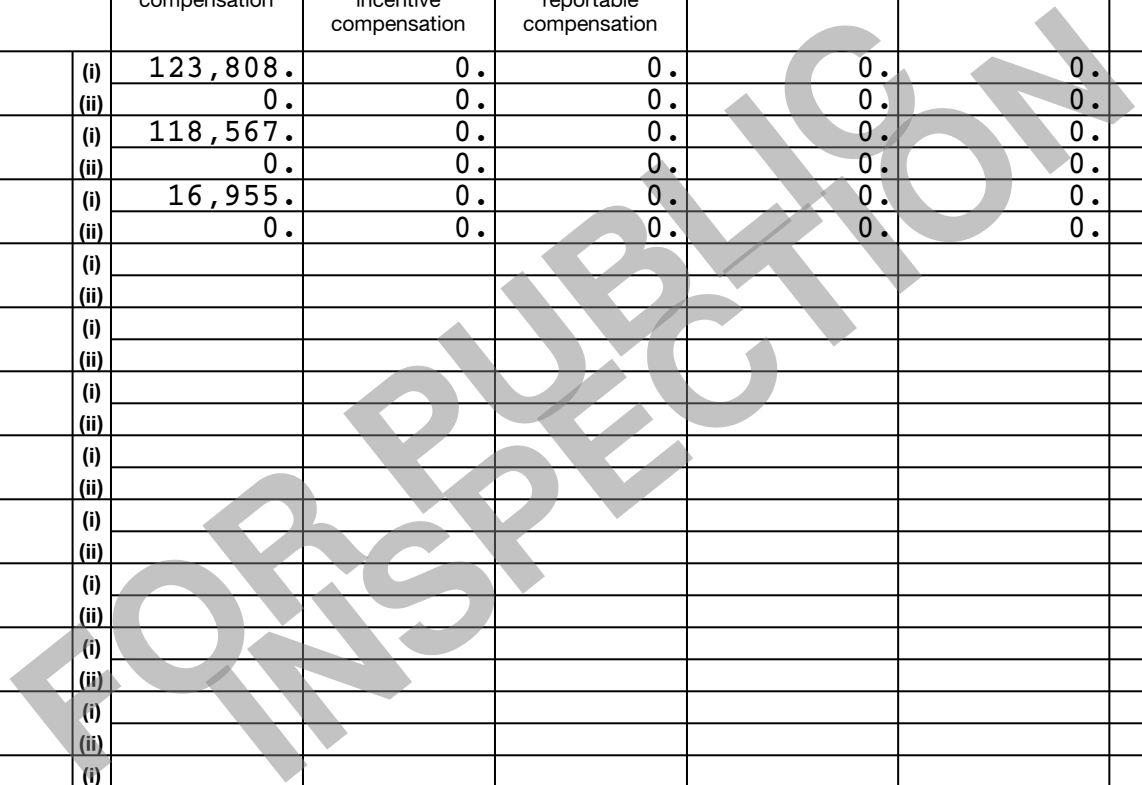 compensation incentive reportable
compensation compensation
(i) 123,808. 0. 0. 0. 0.
(ii) 0. 0. 0. 0. 0.
(i) 118,567. 0. 0. 0. 0.
(ii) 0. 0. 0. 0. 0.
(i) 16,955. 0. 0. 0. 0.
(ii) 0. 0. 0. 0. 0.
(i)
(ii)
(i)
(ii)
(i)
(ii)
(i)
(ii)
(i)
(ii)
(i)
(ii)
(i)
(ii)
(i)
(ii)
(i)
FOR PUBLIC
INSPECTION